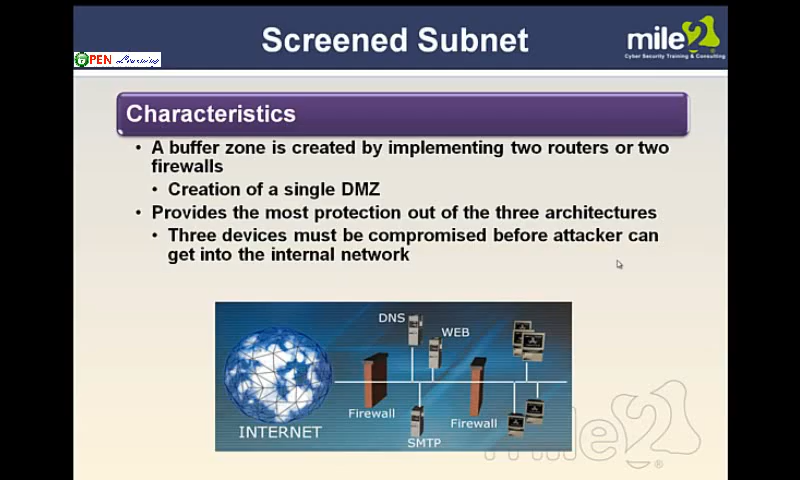 Screened Subnet
mile2
Cyber Security Training & Consulting
OPEN Learning
Characteristics
• A buffer zone is created by implementing two routers or two
firewalls
• Creation of a single DMZ
• Provides the most protection out of the three architectures
• Three devices must be compromised before attacker can
get into the internal network
DNS
WEB
Firewall
Firewall
INTERNET
SMTP
mile2
®